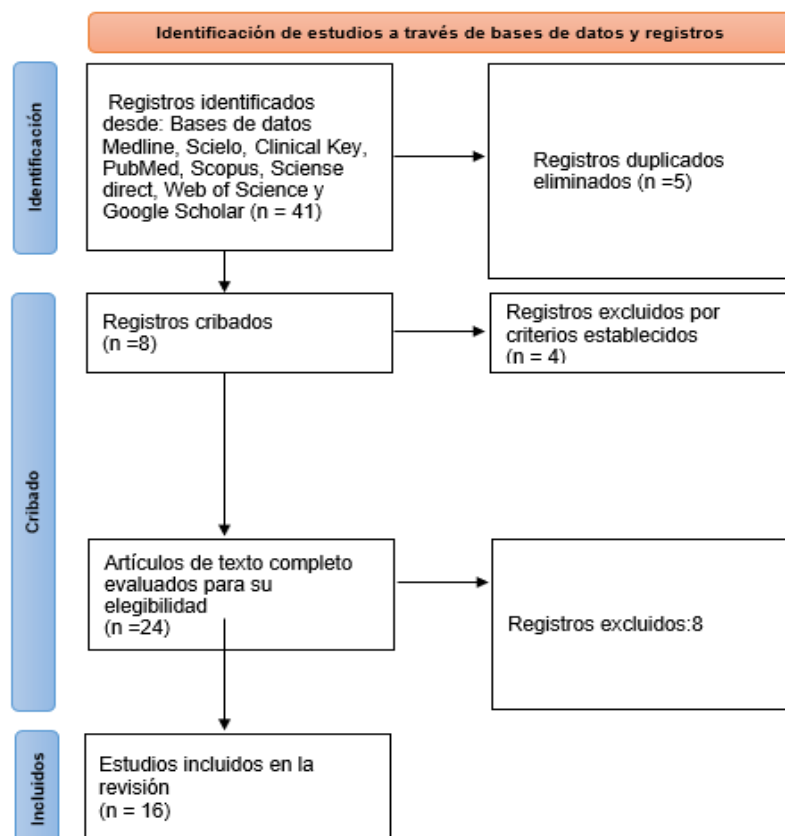 Identificación de estudios a través de bases de datos y registros
Identificación
Registros identificados
desde: Bases de datos
Medline, Scielo, Clinical Key,
PubMed, Scopus, Sciense
direct, Web of Science y
Google Scholar (n = 41)
Registros duplicados
eliminados (n =5)
Cribado
Registros cribados
(n =8)
Registros excluidos por
criterios establecidos
(n = 4)
Artículos de texto completo
evaluados para su
elegibilidad
(n =24)
Registros excluidos:8
Incluidos
Estudios incluidos en la
revisión
(n = 16)